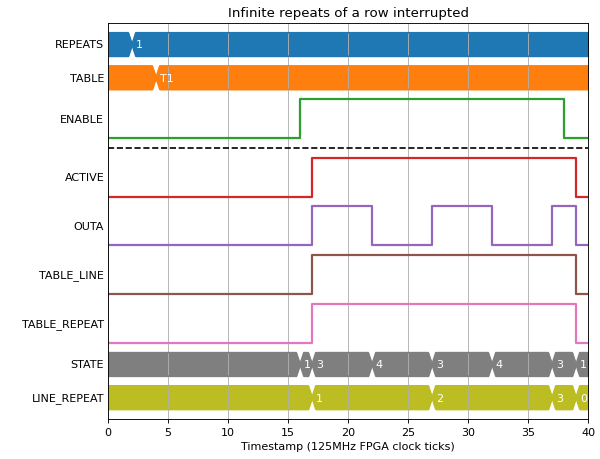 Infinite repeats of a row interrupted
REPEATS 1
TABLE T1
ENABLE
ACTIVE
OUTA
TABLE_LINE
TABLE_REPEAT
STATE 1 3 4 3 4 3 1
LINE_REPEAT 1 2 3 0
0 5 10 15 20 25 30 35 40
Timestamp (125MHz FPGA clock ticks)